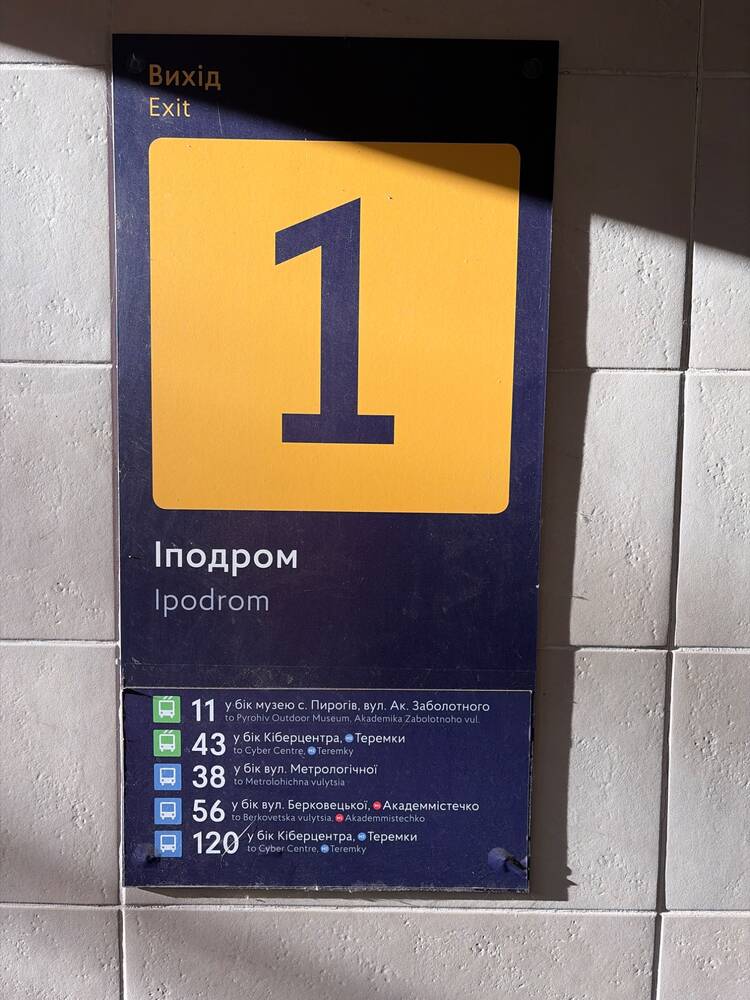 Вихід
Exit
1
Іподром
Ipodrom
11 у бік музею с. Пирогів, вул. Ак. Заболотного
to Pyrohiv Outdoor Museum, Akademika Zabolotnoho vul.
43 у бік Кіберцентра, Теремки
to Cyber Centre, Teremky
38 у бік вул. Метрологічної
to Metrolohichna vulytsia
56 у бік вул. Берковецької, Академмістечко
to Berkovetska vulytsia, Akademmistechko
120 у бік Кіберцентра, Теремки
to Cyber Centre, Teremky